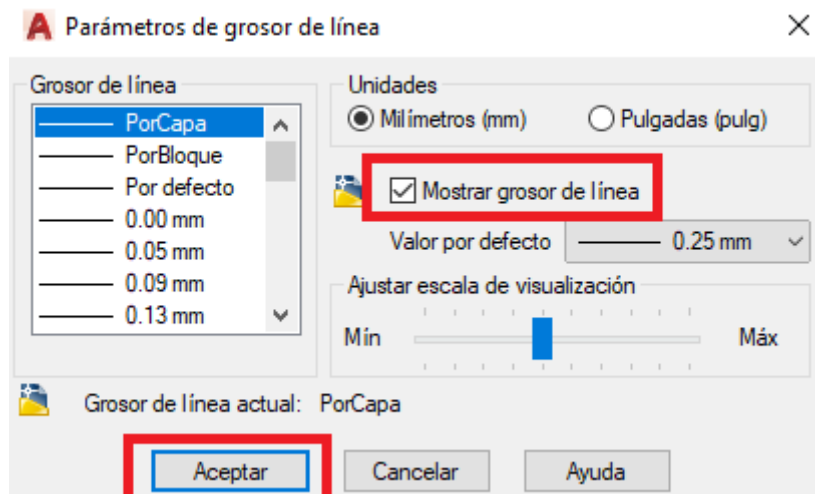 Parámetros de grosor de línea
Grosor de línea
PorCapa
PorBloque
Por defecto
0.00 mm
0.05 mm
0.09 mm
0.13 mm
Unidades
Milímetros (mm) Pulgadas (pulg)
Mostrar grosor de línea
Valor por defecto 0.25 mm
Ajustar escala de visualización
Mín Máx
Grosor de línea actual: PorCapa
Aceptar Cancelar Ayuda